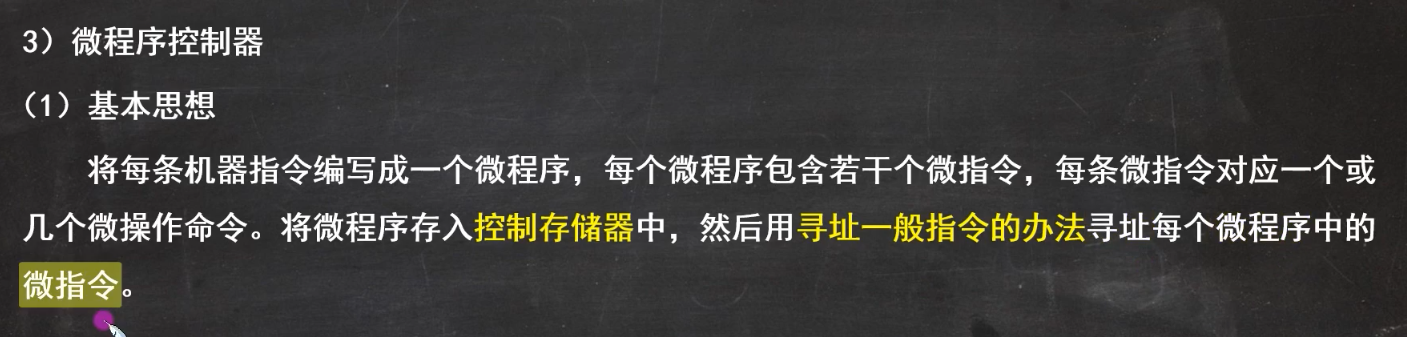 3）微程序控制器
（1）基本思想
将每条机器指令编写成一个微程序，每个微程序包含若干个微指令，每条微指令对应一个或
几个微操作命令。将微程序存入控制存储器中，然后用寻址一般指令的办法寻址每个微程序中的
微指令。